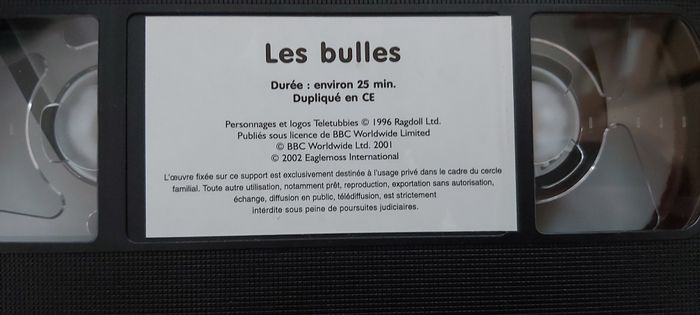 Les bulles
Durée : environ 25 min.
Dupliqué en CE
Personnages et logos Teletubbies © 1996 Ragdoll Ltd.
Publiés sous licence de BBC Worldwide Limited
© BBC Worldwide Ltd. 2001
© 2002 Eaglemoss International
L'œuvre fixée sur ce support est exclusivement destinée à l'usage privé dans le cadre du cercle
familial. Toute autre utilisation, notamment prêt, reproduction, exportation sans autorisation,
échange, diffusion en public, télédiffusion, est strictement
interdite sous peine de poursuites judiciaires.